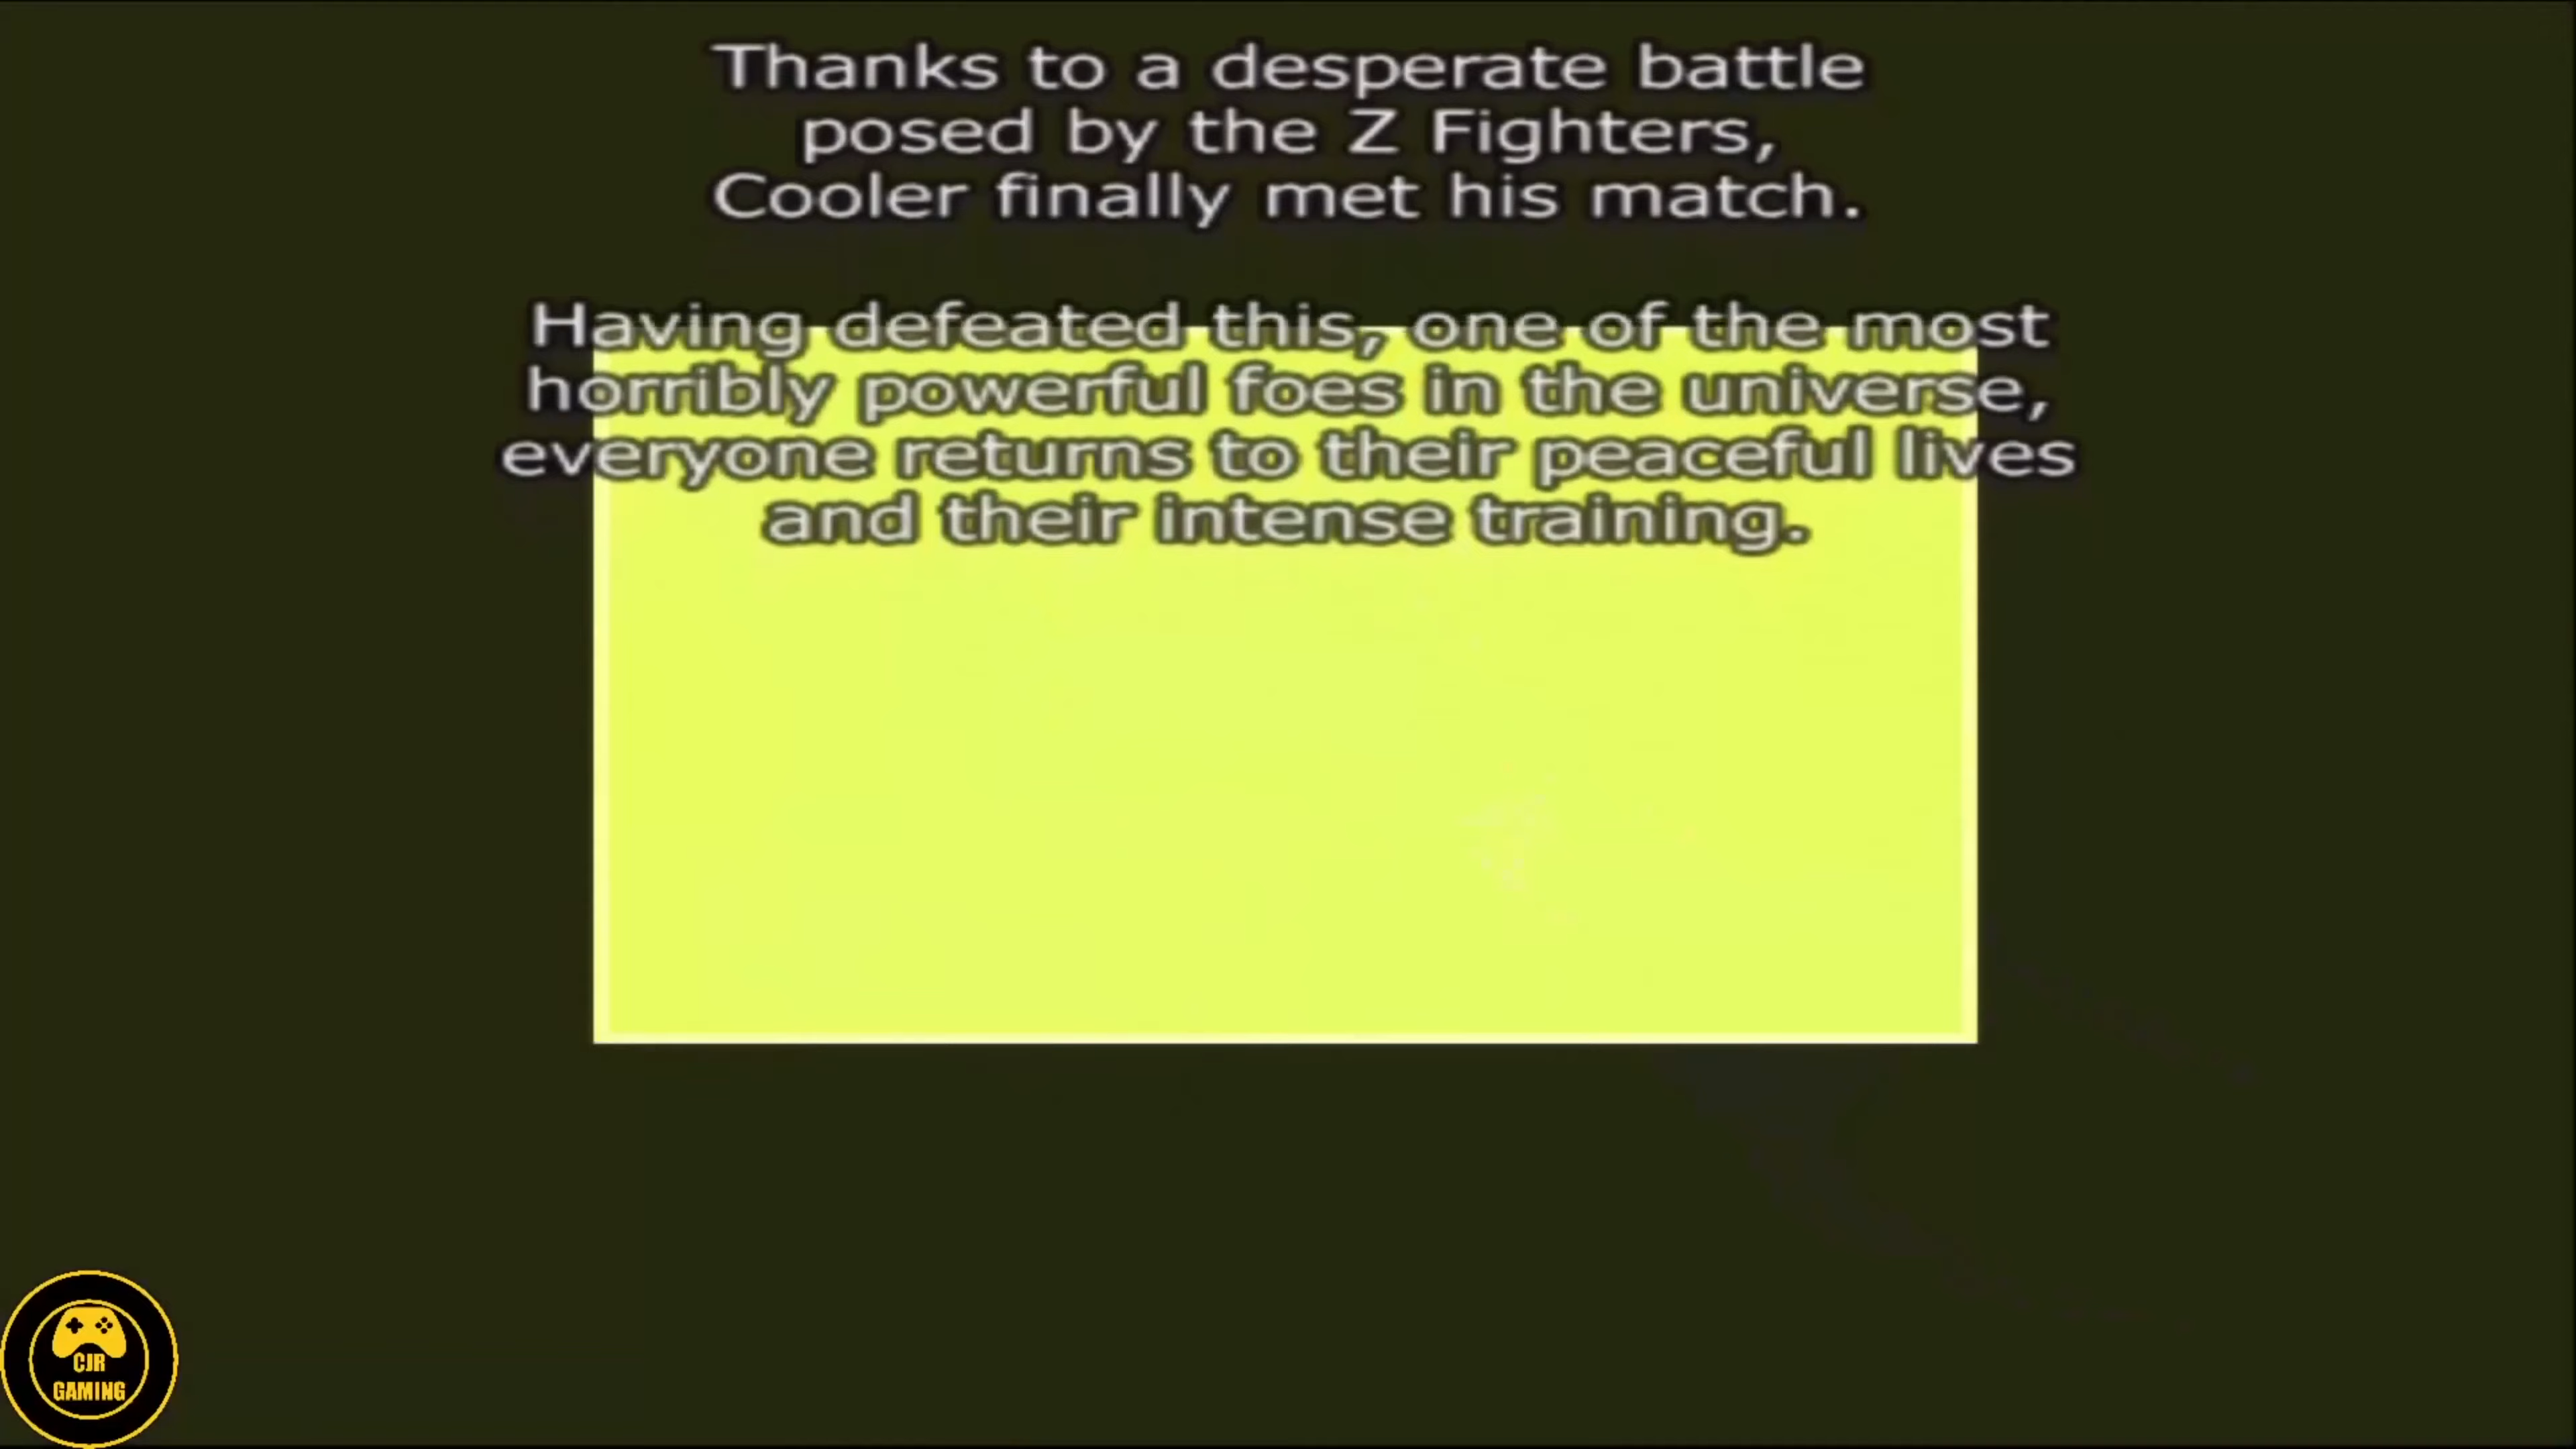 Thanks to a desperate battle
posed by the Z Fighters,
Cooler finally met his match.
Having defeated this, one of the most
horribly powerful foes in the universe,
everyone returns to their peaceful lives
and their intense training.
CJR
GAMING